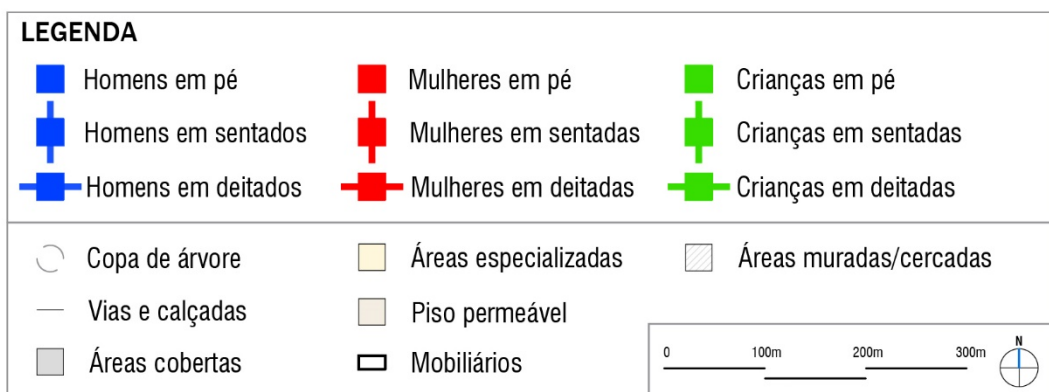 LEGENDA
Homens em pé Mulheres em pé Crianças em pé
Homens em sentados Mulheres em sentadas Crianças em sentadas
Homens em deitados Mulheres em deitadas Crianças em deitadas
Copa de árvore Áreas especializadas Áreas muradas/cercadas
Vias e calçadas Piso permeável
Áreas cobertas Mobiliários
0 100m 200m 300m N